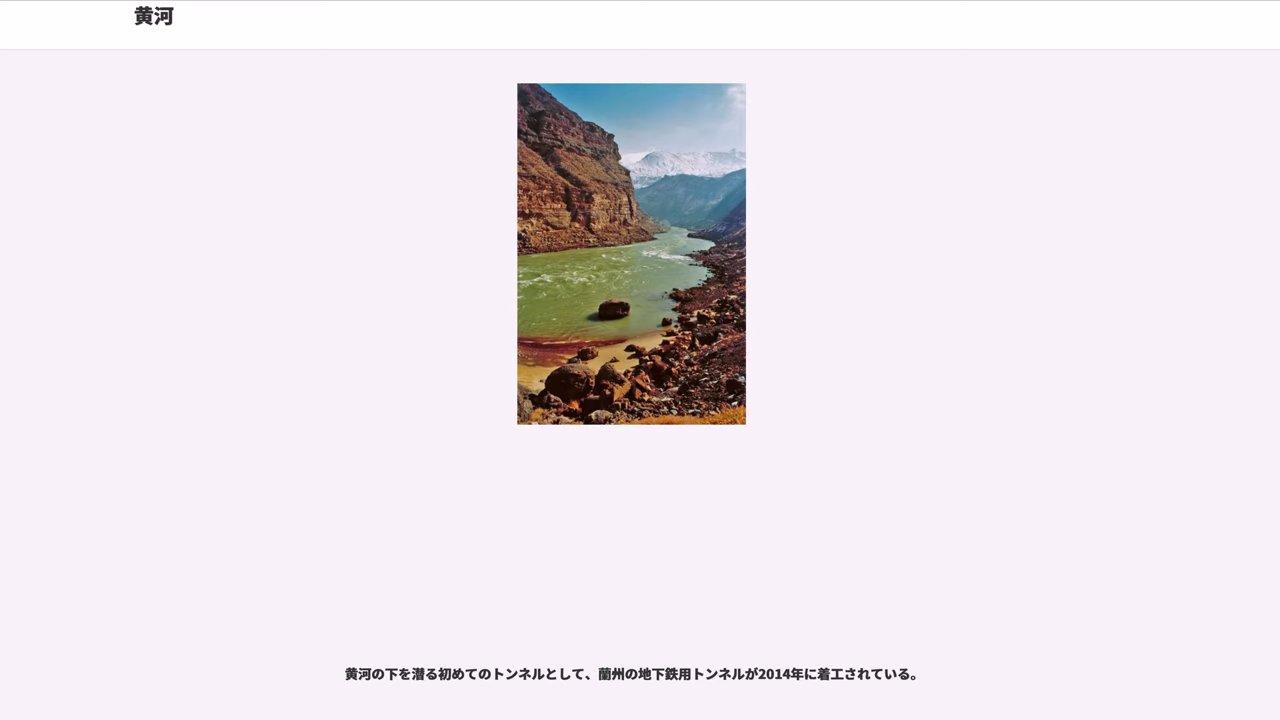 黄河
黄河の下を潜る初めてのトンネルとして、蘭州の地下鉄用トンネルが2014年に着工されている。